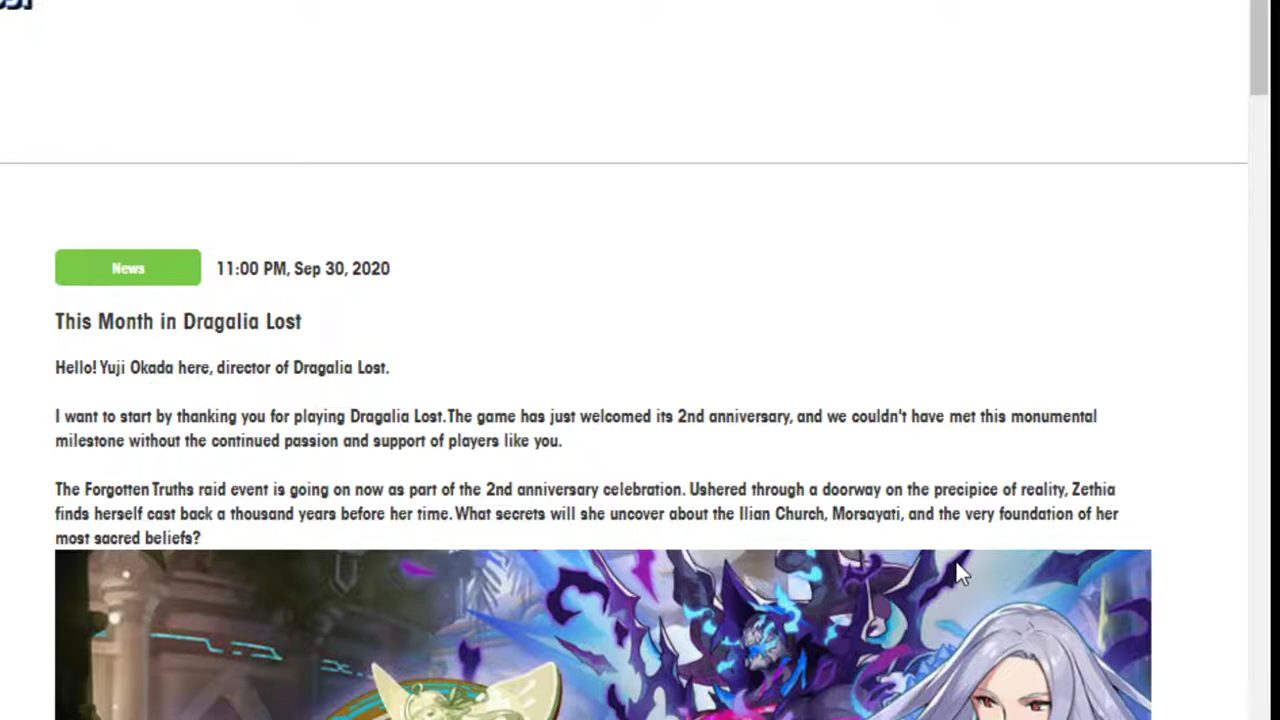 News
11:00 PM, Sep 30, 2020
This Month in Dragalia Lost
Hello! Yuji Okada here, director of Dragalia Lost.
I want to start by thanking you for playing Dragalia Lost. The game has just welcomed its 2nd anniversary, and we couldn't have met this monumental
milestone without the continued passion and support of players like you.
The Forgotten Truths raid event is going on now as part of the 2nd anniversary celebration. Ushered through a doorway on the precipice of reality, Zethia
finds herself cast back a thousand years before her time. What secrets will she uncover about the Ilian Church, Morsayati, and the very foundation of her
most sacred beliefs?